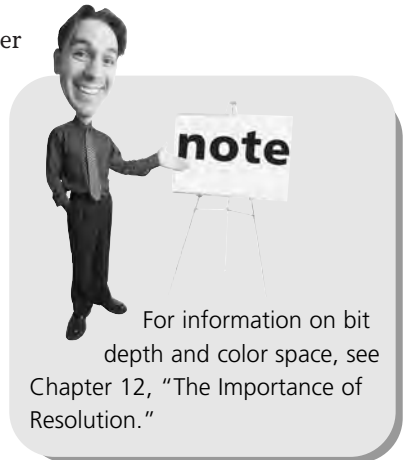 er
note
For information on bit
depth and color space, see
Chapter 12, “The Importance of
Resolution.”